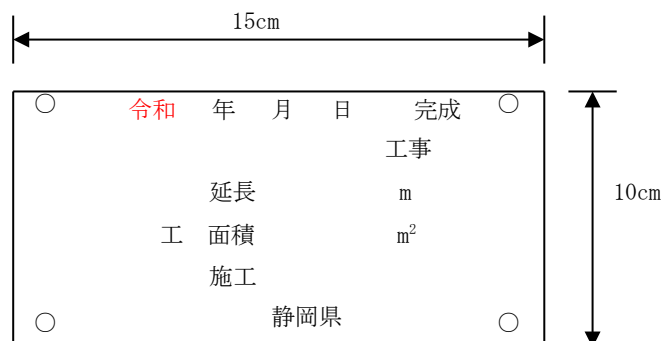 15cm
令和 年 月 日 完成
工事
延長 m
10cm
工 面積 m²
施工
静岡県